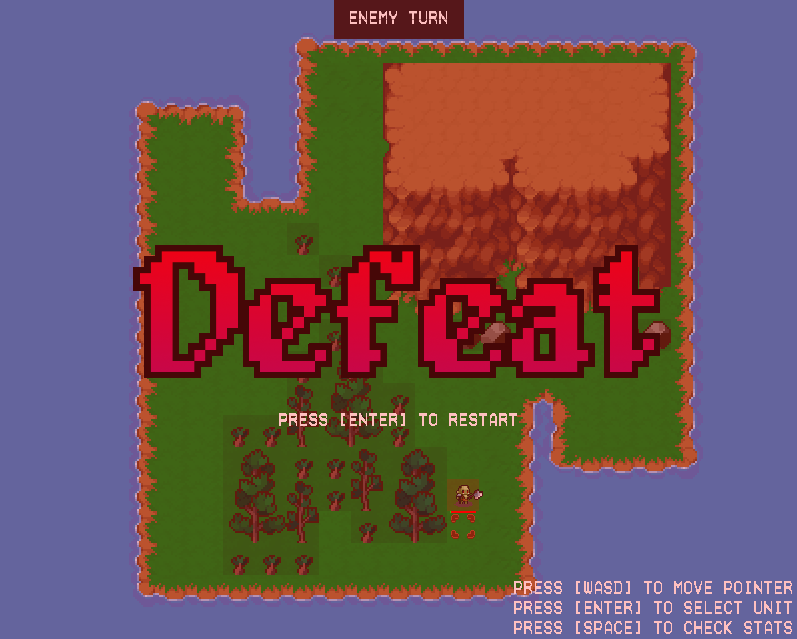 ENEMY TURN
Defeat
PRESS [ENTER] TO RESTART
PRESS [WASD] TO MOVE POINTER
PRESS [ENTER] TO SELECT UNIT
PRESS [SPACE] TO CHECK STATS